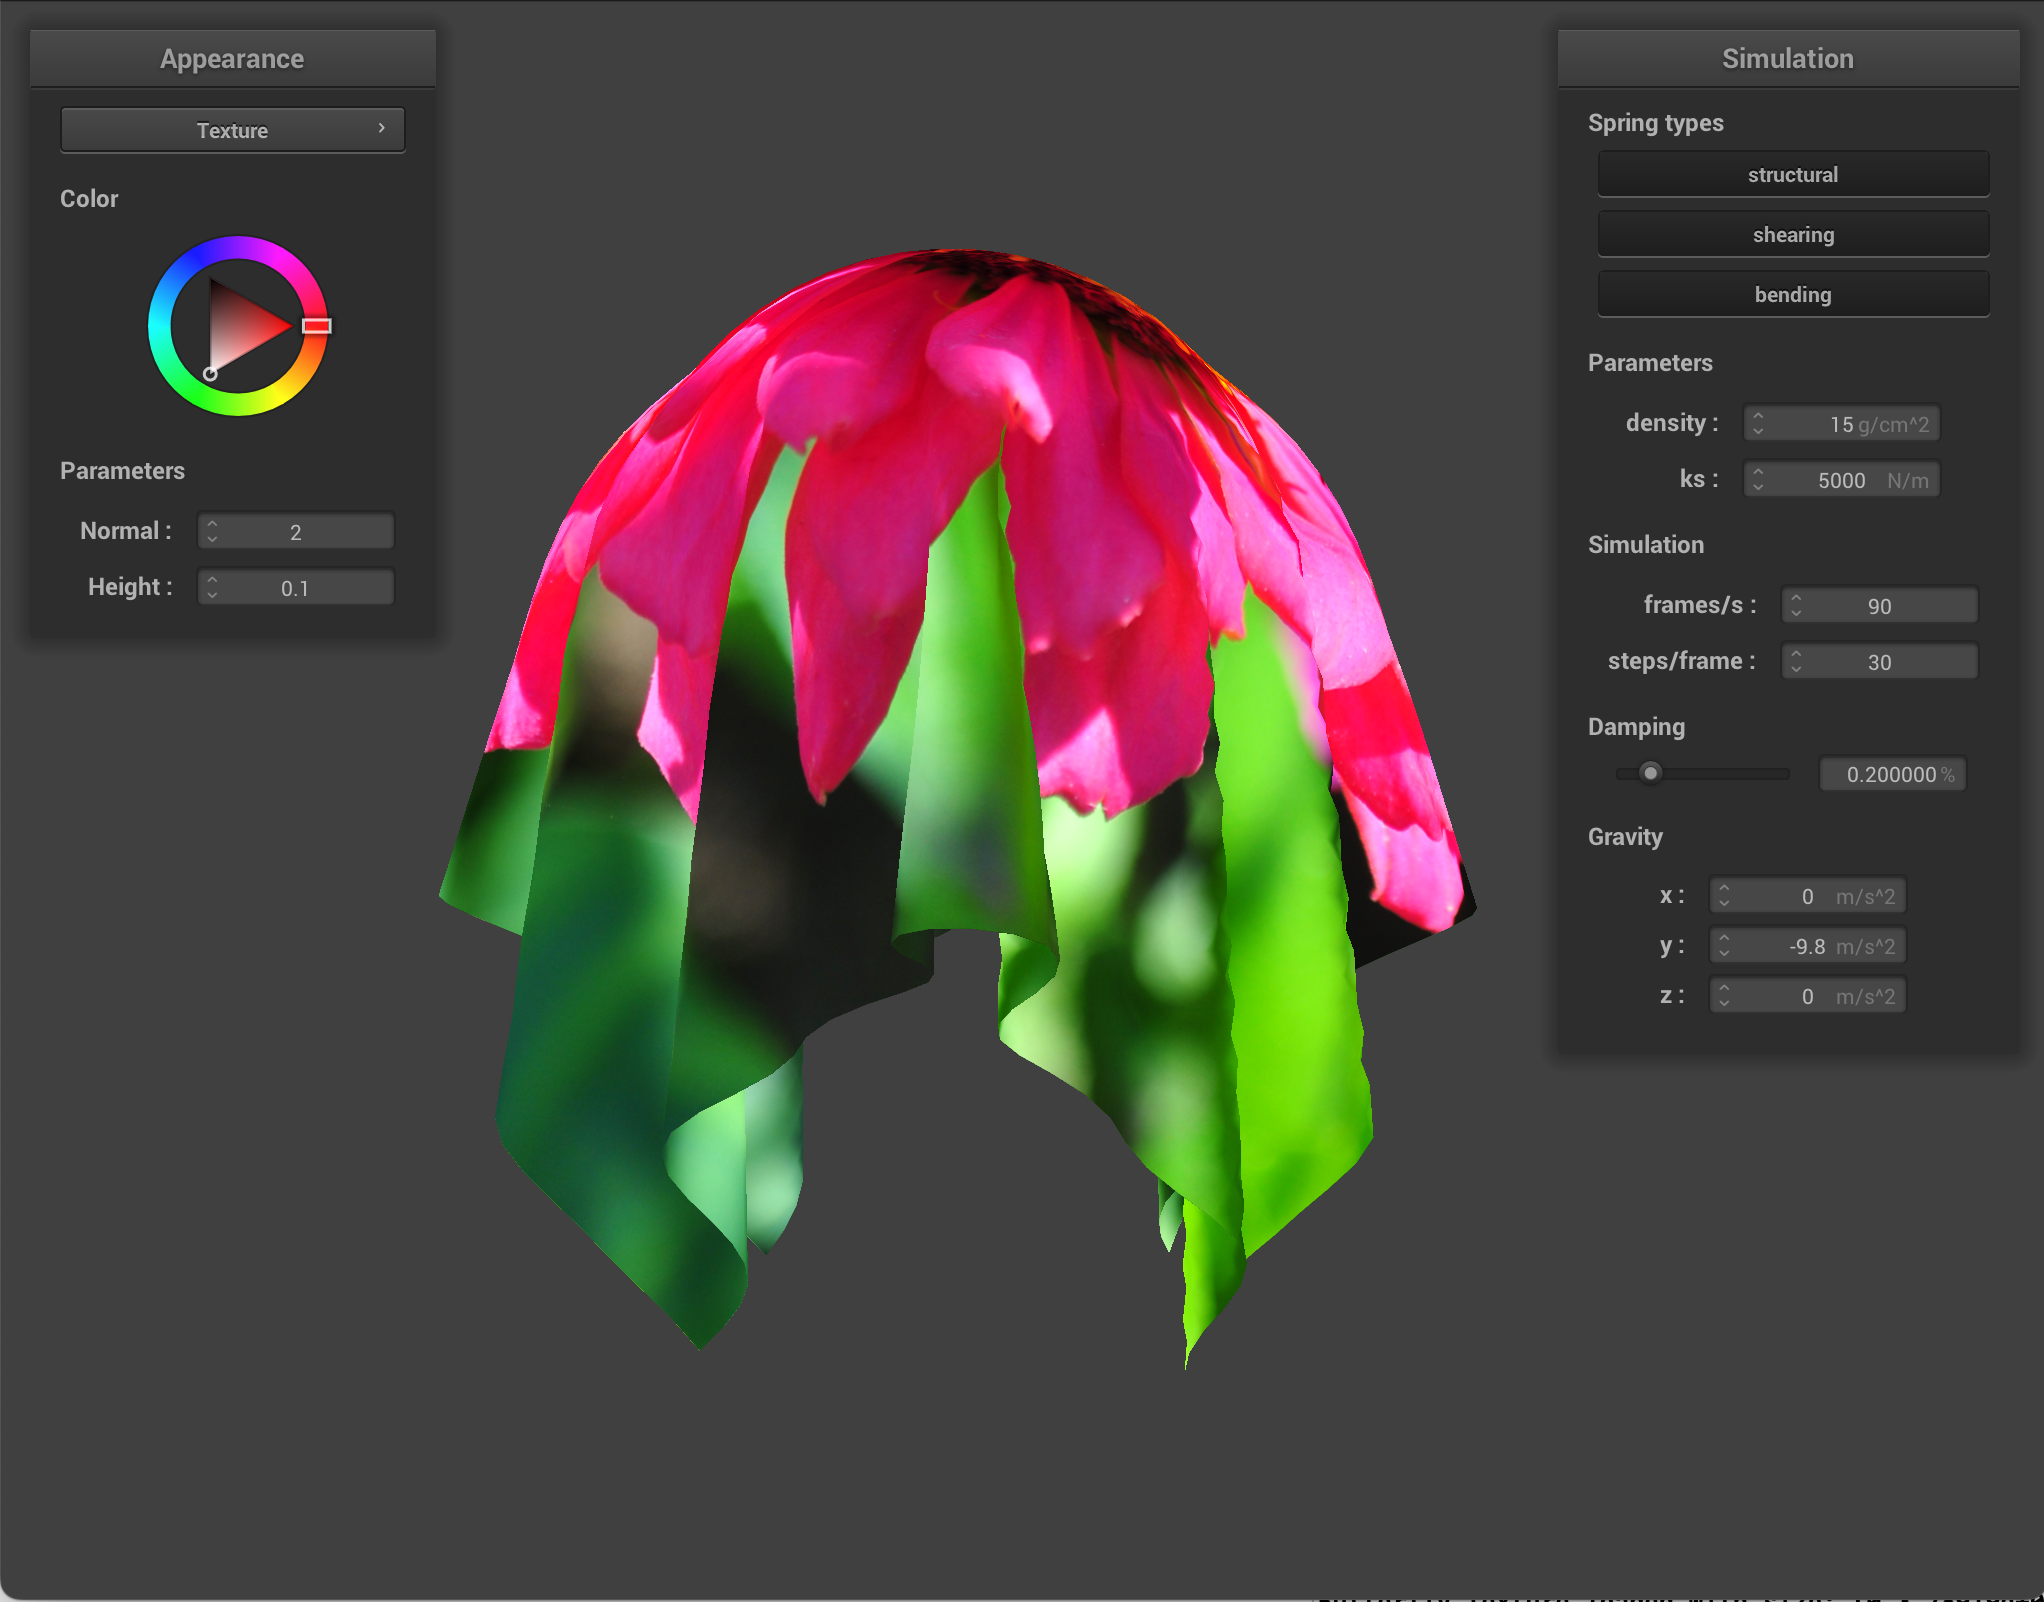 Appearance
Texture
Color
Parameters
Normal : 2
Height : 0.1
Simulation
Spring types
structural
shearing
bending
Parameters
density : 15 g/cm^2
ks : 5000 N/m
Simulation
frames/s : 90
steps/frame : 30
Damping
0.200000 %
Gravity
x : 0 m/s^2
y : -9.8 m/s^2
z : 0 m/s^2